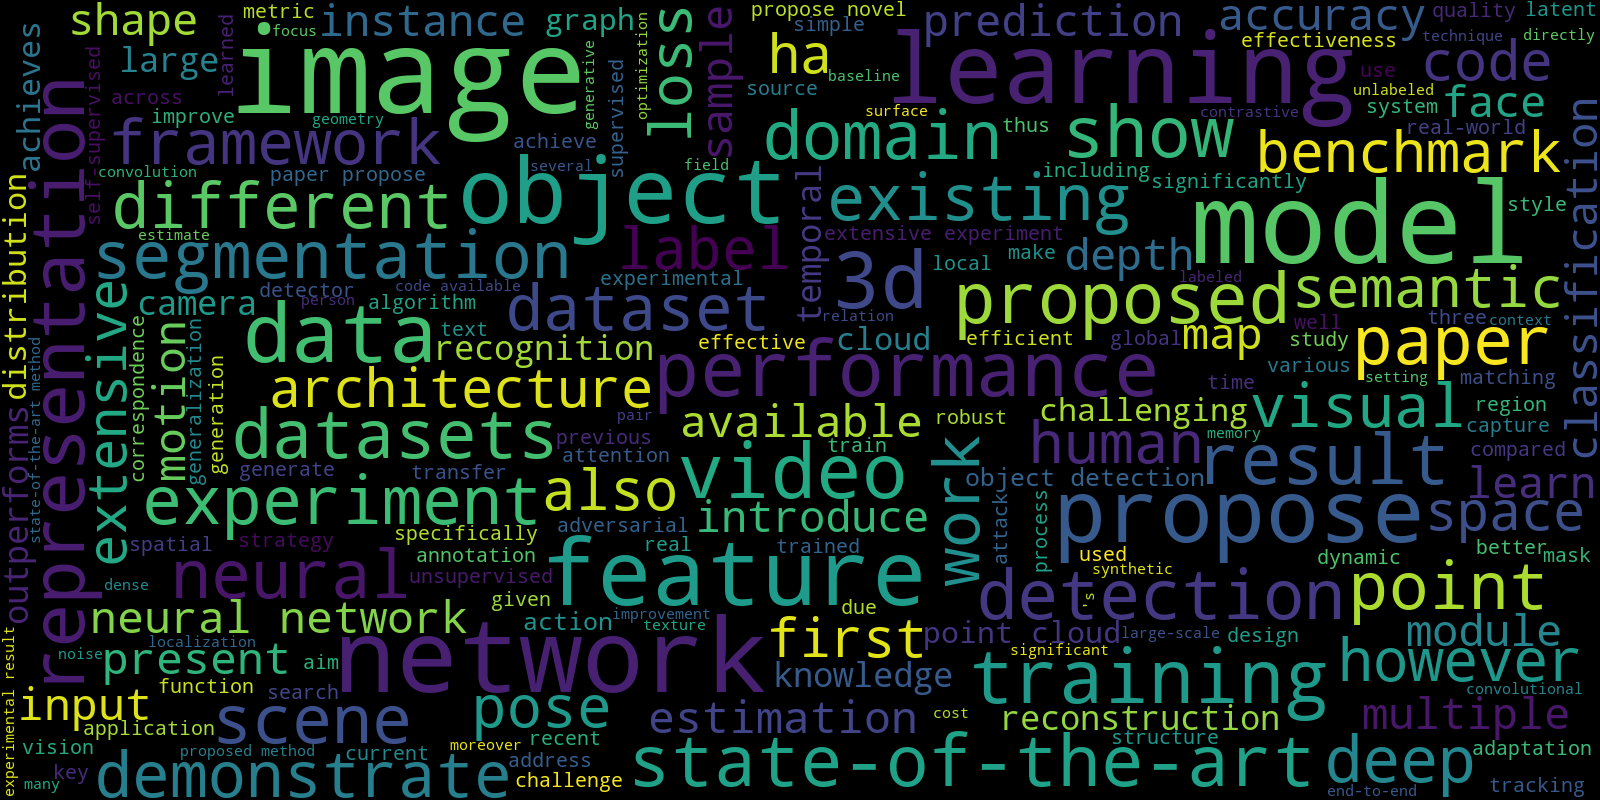 metric
focus
instance
graph
propose novel
simple
prediction
accuracy
quality
latent
technique
directly
shape
large
learned
image
generative
optimization
loss
sample
ha
baseline
learning
effectiveness
use
code
achieves
self-supervised
across
improve
geometry
supervised
source
surface
contrastive
unlabeled
system
face
representation
framework
achieve
domain
thus
show
real-world
benchmark
classification
convolution
paper propose
several
field
temporal
including
significantly
different
object
existing
model
style
distribution
estimate
segmentation
label
extensive experiment
local
make
depth
labeled
detector
code available
experimental
3d
camera
person
algorithm
dataset
relation
proposed
semantic
extensive
correspondence
motion
generalization
data
text
recognition
effective
cloud
efficient
global
map
well
study
three
context
paper
state-of-the-art method
generation
architecture
performance
time
various
setting
matching
outperforms
datasets
pair
previous
attention
available
robust
challenging
visual
region
capture
memory
generate
transfer
train
video
work
human
result
compared
object detection
learn
experiment
also
introduce
attack
process
propose
space
spatial
strategy
specifically
adversarial
annotation
real
trained
used
synthetic
dynamic
better
mask
dense
neural
unsupervised
feature
detection
's
point
neural network
given
action
improvement
texture
due
first
point cloud
large-scale
design
module
noise
localization
present
aim
network
significant
training
however
experimental result
input
function
search
knowledge
convolutional
application
scene
pose
estimation
cost
reconstruction
multiple
vision
proposed method
current
moreover
recent
structure
adaptation
many
key
demonstrate
address
challenge
state-of-the-art
deep
end-to-end
tracking